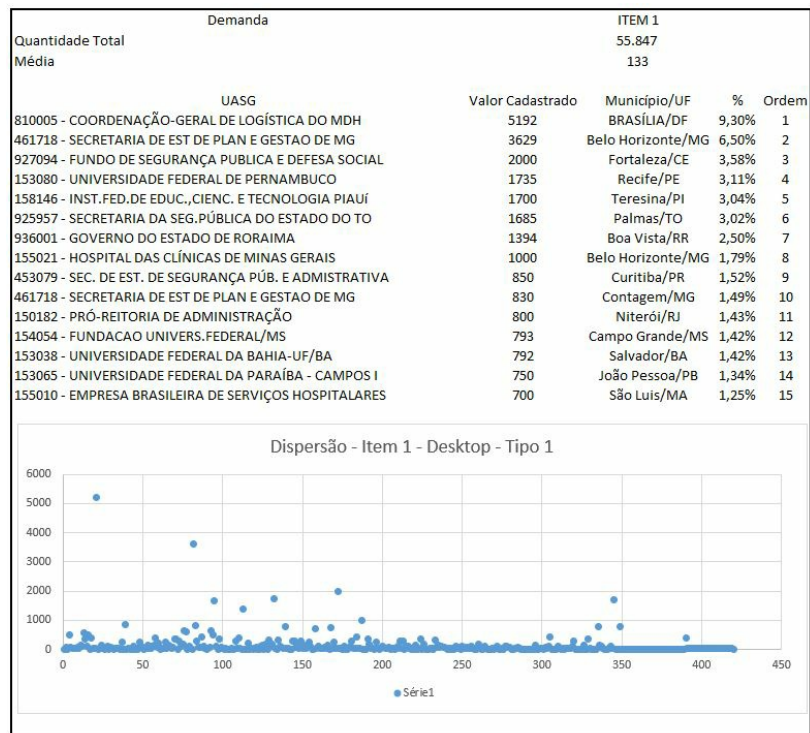 Demanda ITEM 1
Quantidade Total 55.847
Média 133
UASG Valor Cadastrado Município/UF % Ordem
810005 - COORDENAÇÃO-GERAL DE LOGÍSTICA DO MDH 5192 BRASÍLIA/DF 9,30% 1
461718 - SECRETARIA DE EST DE PLAN E GESTAO DE MG 3629 Belo Horizonte/MG 6,50% 2
927094 - FUNDO DE SEGURANÇA PUBLICA E DEFESA SOCIAL 2000 Fortaleza/CE 3,58% 3
153080 - UNIVERSIDADE FEDERAL DE PERNAMBUCO 1735 Recife/PE 3,11% 4
158146 - INST.FED.DE EDUC.,CIENC. E TECNOLOGIA PIAUÍ 1700 Teresina/PI 3,04% 5
925957 - SECRETARIA DA SEG.PÚBLICA DO ESTADO DO TO 1685 Palmas/TO 3,02% 6
936001 - GOVERNO DO ESTADO DE RORAIMA 1394 Boa Vista/RR 2,50% 7
155021 - HOSPITAL DAS CLÍNICAS DE MINAS GERAIS 1000 Belo Horizonte/MG 1,79% 8
453079 - SEC. DE EST. DE SEGURANÇA PÚB. E ADMISTRATIVA 850 Curitiba/PR 1,52% 9
461718 - SECRETARIA DE EST DE PLAN E GESTAO DE MG 830 Contagem/MG 1,49% 10
150182 - PRÓ-REITORIA DE ADMINISTRAÇÃO 800 Niterói/RJ 1,43% 11
154054 - FUNDACAO UNIVERS.FEDERAL/MS 793 Campo Grande/MS 1,42% 12
153038 - UNIVERSIDADE FEDERAL DA BAHIA-UF/BA 792 Salvador/BA 1,42% 13
153065 - UNIVERSIDADE FEDERAL DA PARAÍBA - CAMPOS I 750 João Pessoa/PB 1,34% 14
155010 - EMPRESA BRASILEIRA DE SERVIÇOS HOSPITALARES 700 São Luis/MA 1,25% 15
Dispersão - Item 1 - Desktop - Tipo 1
6000
5000
4000
3000
2000
1000
0
0 50 100 150 200 250 300 350 400 450
Série1